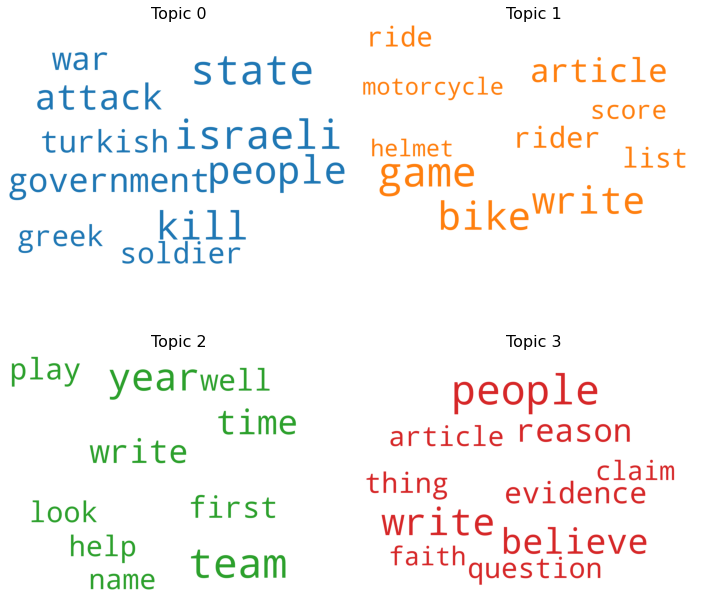 Topic 0
war
state
attack
turkish israeli
government people
kill
greek
soldier
Topic 1
ride
article
motorcycle
score
rider
helmet
list
game
write
bike
Topic 2
play
year well
time
write
look
first
help
team
name
Topic 3
people
article reason
claim
thing
evidence
write
believe
faith
question